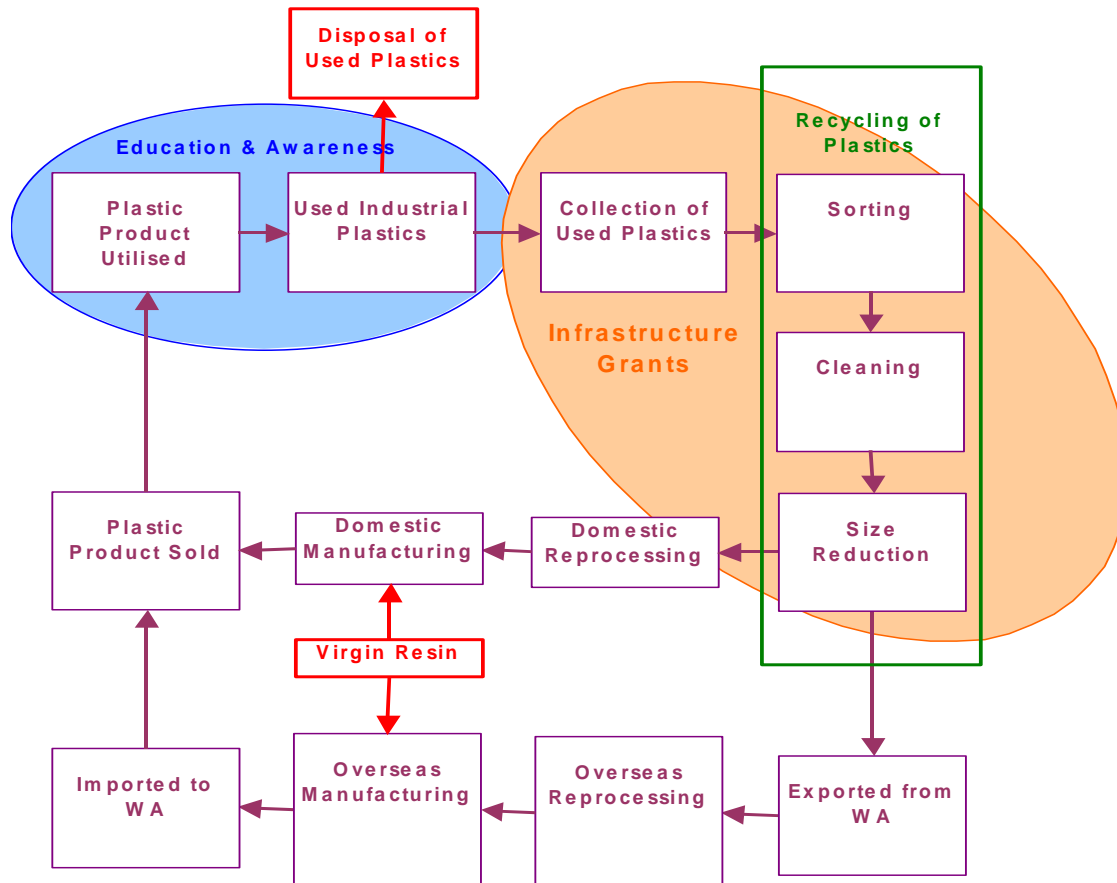 Disposal of
Used Plastics
Education & Awareness
Recycling of
Plastics
Plastic
Product
Utilised
Used Industrial
Plastics
Collection of
Used Plastics
Sorting
Infrastructure
Grants
Cleaning
Plastic
Product Sold
Domestic
Manufacturing
Domestic
Reprocessing
Size
Reduction
Virgin Resin
Imported to
WA
Overseas
Manufacturing
Overseas
Reprocessing
Exported from
WA